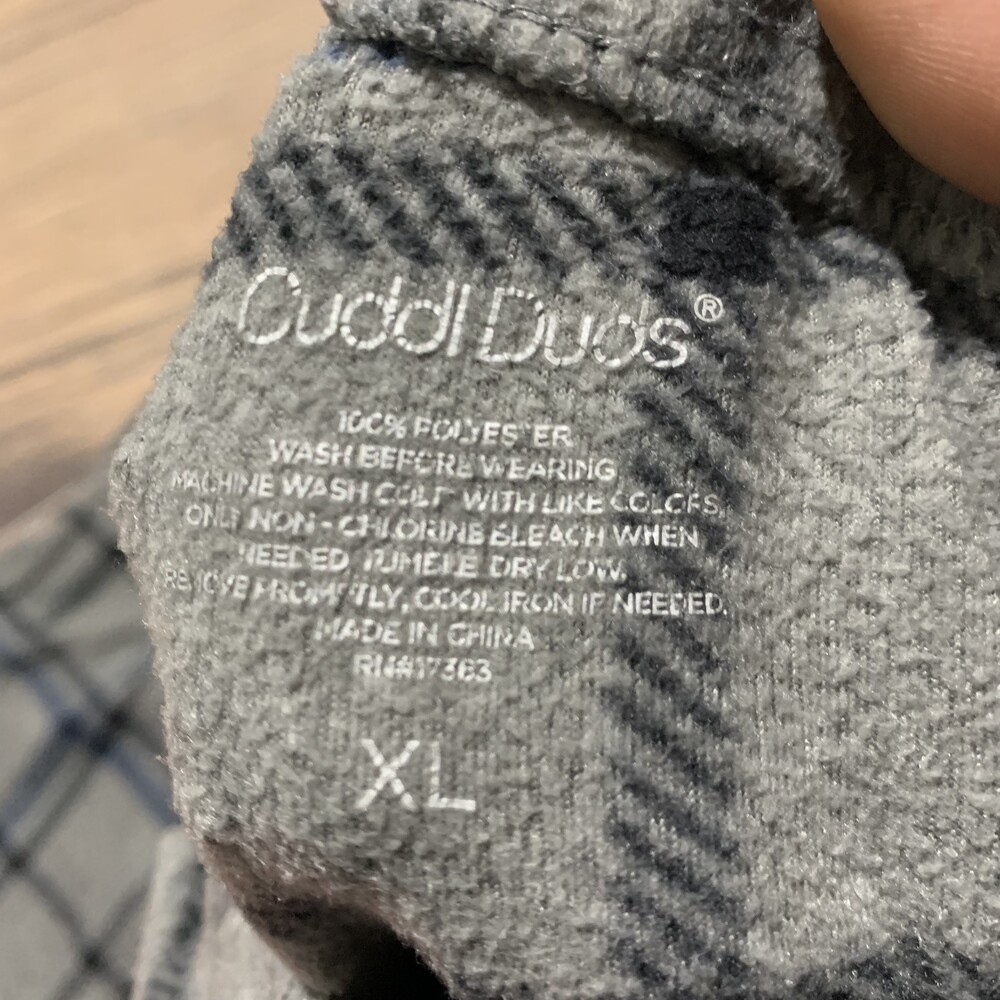 Cuddl Duds®
100% POLYESTER
WASH BEFORE WEARING
MACHINE WASH COLD WITH LIKE COLORS,
ONLY NON-CHLORINE BLEACH WHEN
NEEDED, TUMBLE DRY LOW,
REMOVE PROMPTLY, COOL IRON IF NEEDED.
MADE IN CHINA
RN#17363
XL